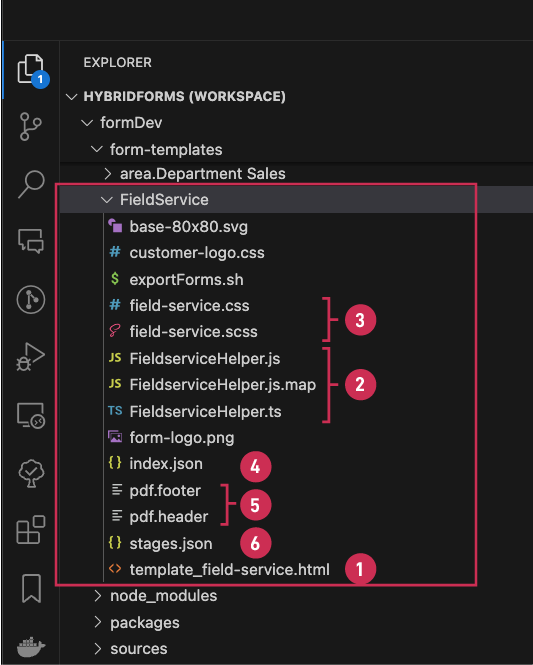 EXPLORER
1
HYBRIDFORMS (WORKSPACE)
formDev
form-templates
area.Department Sales
FieldService
base-80x80.svg
# customer-logo.css
$ exportForms.sh
# field-service.css
field-service.scss
3
JS FieldserviceHelper.js
JS FieldserviceHelper.js.map
2
TS FieldserviceHelper.ts
form-logo.png
{} index.json 4
pdf.footer
5
pdf.header
{} stages.json 6
<> template_field-service.html 1
node_modules
packages
sources